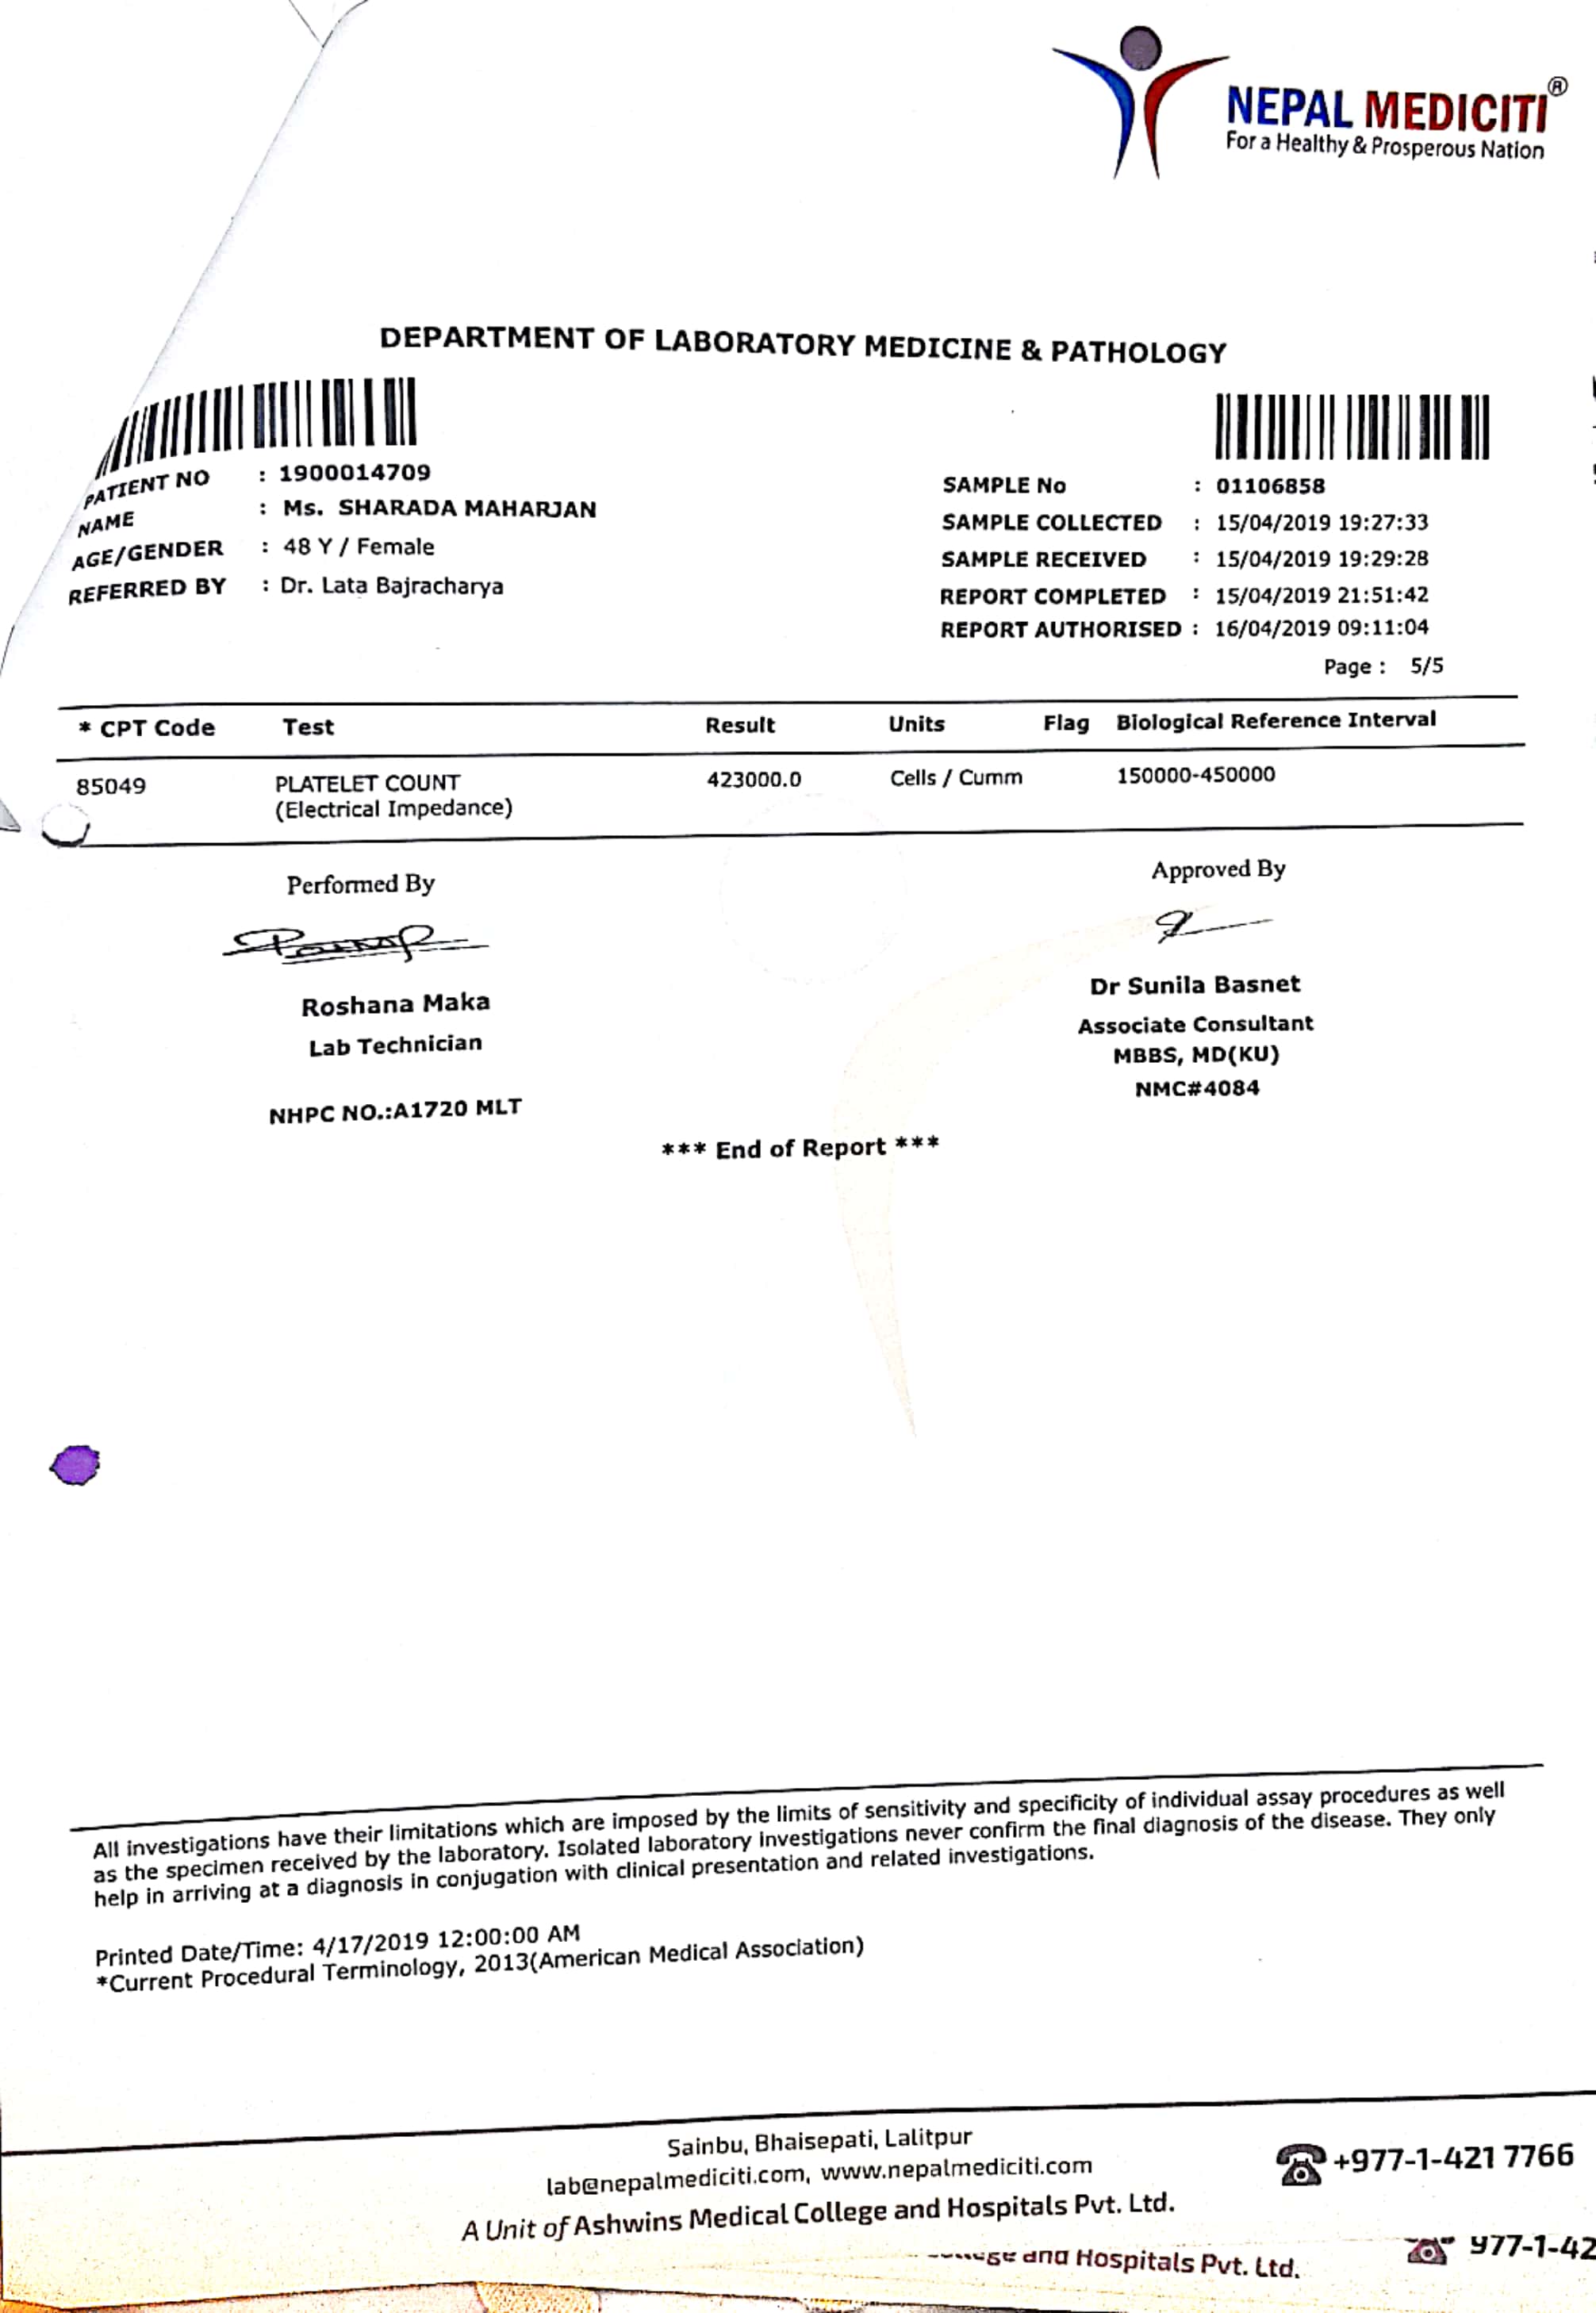 NEPAL MEDICITI®
For a Healthy & Prosperous Nation
DEPARTMENT OF LABORATORY MEDICINE & PATHOLOGY
PATIENT NO : 1900014709
NAME : Ms. SHARADA MAHARJAN
AGE/GENDER : 48 Y / Female
REFERRED BY : Dr. Lata Bajracharya
SAMPLE No : 01106858
SAMPLE COLLECTED : 15/04/2019 19:27:33
SAMPLE RECEIVED : 15/04/2019 19:29:28
REPORT COMPLETED : 15/04/2019 21:51:42
REPORT AUTHORISED : 16/04/2019 09:11:04
Page : 5/5
* CPT Code Test Result Units Flag Biological Reference Interval
85049 PLATELET COUNT 423000.0 Cells / Cumm 150000-450000
(Electrical Impedance)
Performed By
Roshana Maka
Lab Technician
NHPC NO.:A1720 MLT
Approved By
Dr Sunila Basnet
Associate Consultant
MBBS, MD(KU)
NMC#4084
*** End of Report ***
All investigations have their limitations which are imposed by the limits of sensitivity and specificity of individual assay procedures as well
as the specimen received by the laboratory. Isolated laboratory investigations never confirm the final diagnosis of the disease. They only
help in arriving at a diagnosis in conjugation with clinical presentation and related investigations.
Printed Date/Time: 4/17/2019 12:00:00 AM
*Current Procedural Terminology, 2013(American Medical Association)
Sainbu, Bhaisepati, Lalitpur
lab@nepalmediciti.com, www.nepalmediciti.com
A Unit of Ashwins Medical College and Hospitals Pvt. Ltd.
+977-1-421 7766
and Hospitals Pvt. Ltd.
977-1-42